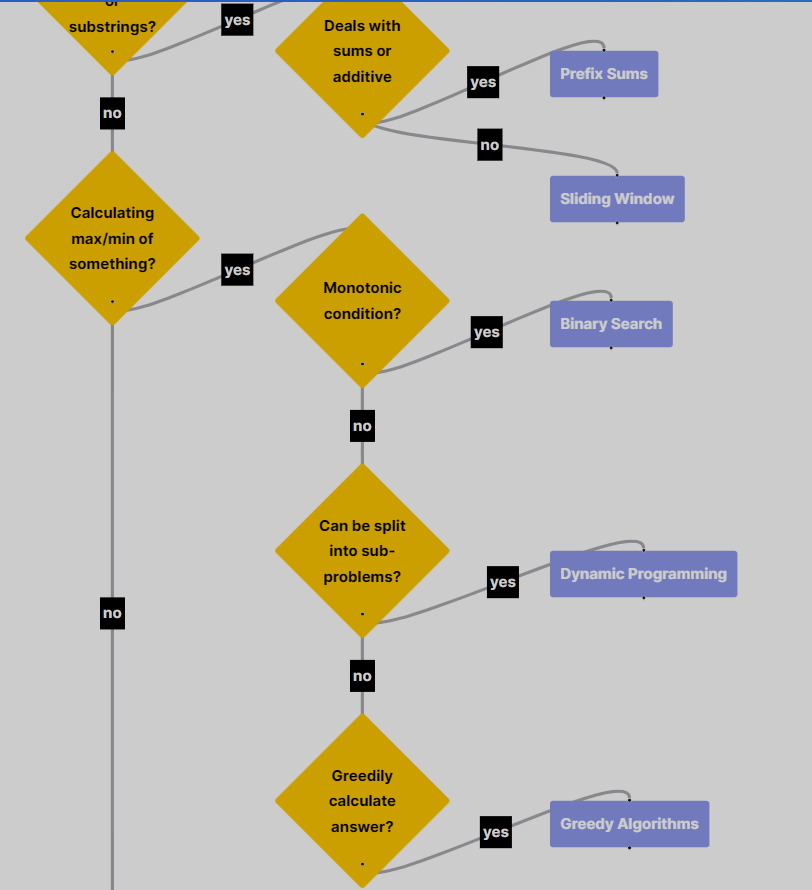 substrings?
yes
Deals with
sums or
additive
yes
Prefix Sums
no
no
Sliding Window
Calculating
max/min of
something?
yes
Monotonic
condition?
yes
Binary Search
no
Can be split
into sub-
problems?
yes
Dynamic Programming
no
no
Greedily
calculate
answer?
yes
Greedy Algorithms